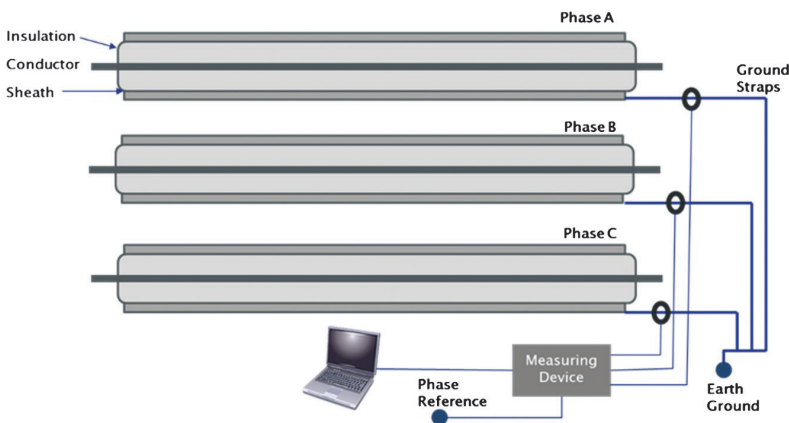 Phase A
Insulation
Conductor
Sheath
Ground
Straps
Phase B
Phase C
Measuring
Device
Phase
Reference
Earth
Ground